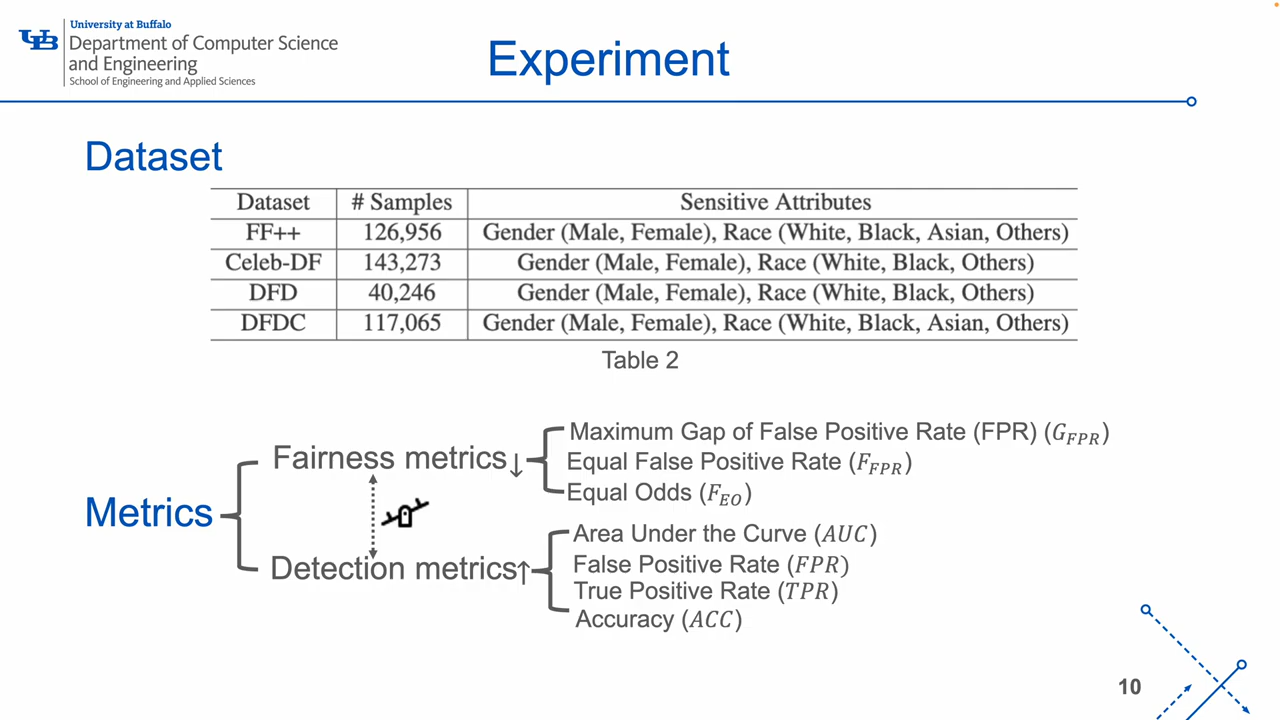 University at Buffalo
Department of Computer Science
and Engineering
School of Engineering and Applied Sciences
Experiment
Dataset
Dataset # Samples Sensitive Attributes
FF++ 126,956 Gender (Male, Female), Race (White, Black, Asian, Others)
Celeb-DF 143,273 Gender (Male, Female), Race (White, Black, Others)
DFD 40,246 Gender (Male, Female), Race (White, Black, Others)
DFDC 117,065 Gender (Male, Female), Race (White, Black, Asian, Others)
Table 2
Metrics
Fairness metrics↓
Maximum Gap of False Positive Rate (FPR) (G_FPR)
Equal False Positive Rate (F_FPR)
Equal Odds (F_EO)
Detection metrics↑
Area Under the Curve (AUC)
False Positive Rate (FPR)
True Positive Rate (TPR)
Accuracy (ACC)
10